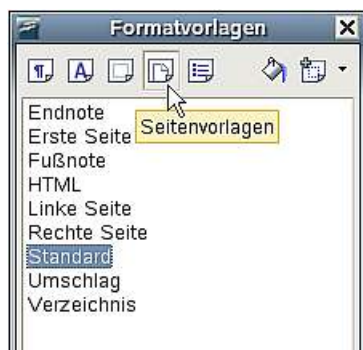 Formatvorlagen
Seitenvorlagen
Endnote
Erste Seite
Fußnote
HTML
Linke Seite
Rechte Seite
Standard
Umschlag
Verzeichnis